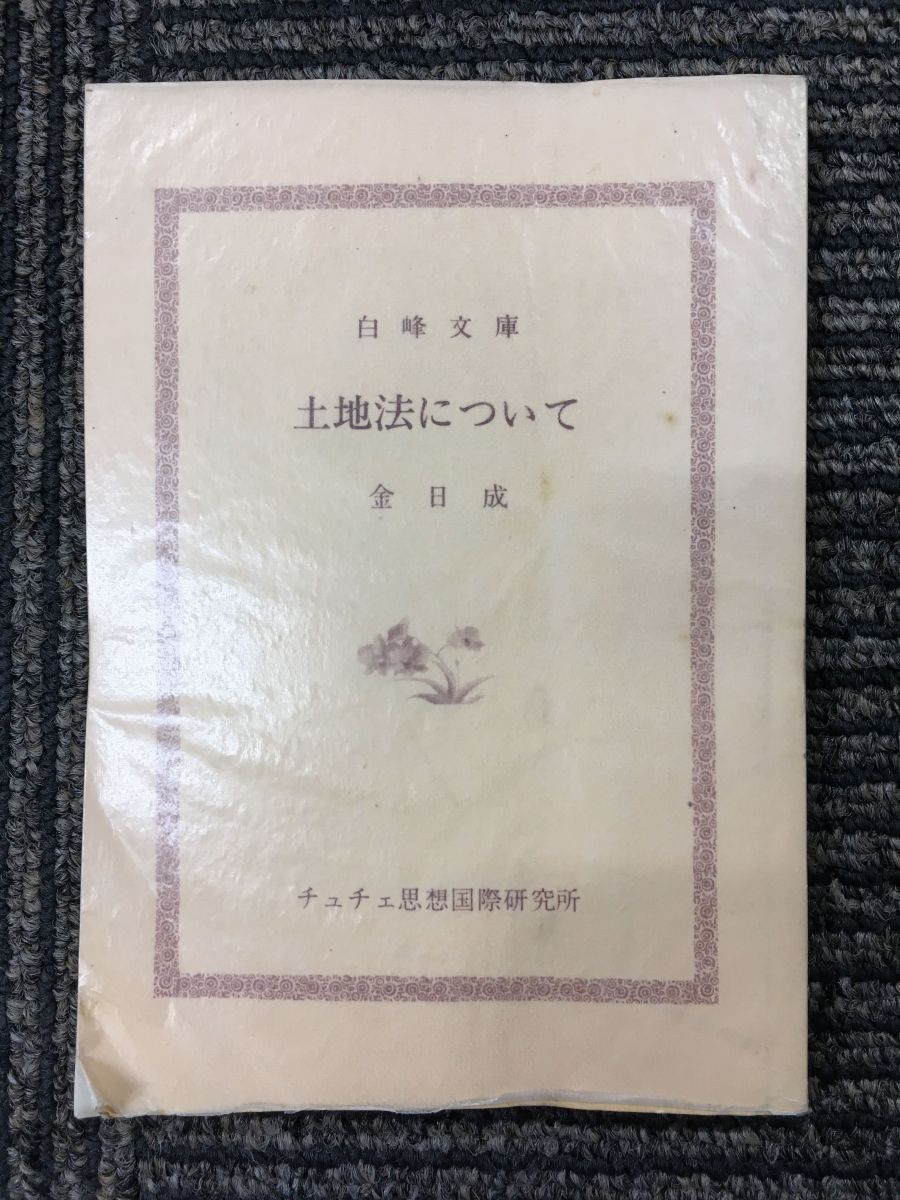 白峰文庫
土地法について
金日成
チュチェ思想国際研究所